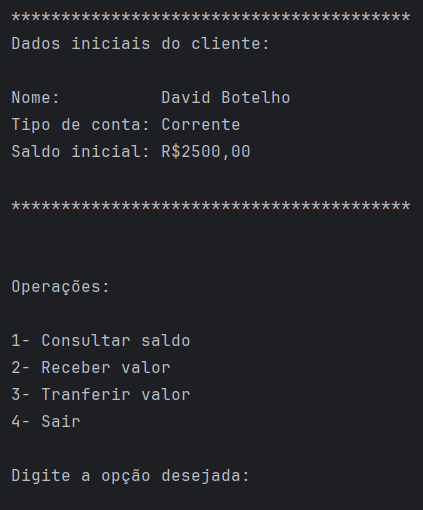 ****************************************
Dados iniciais do cliente:
Nome:          David Botelho
Tipo de conta: Corrente
Saldo inicial: R$2500,00
****************************************
Operações:
1- Consultar saldo
2- Receber valor
3- Tranferir valor
4- Sair
Digite a opção desejada: